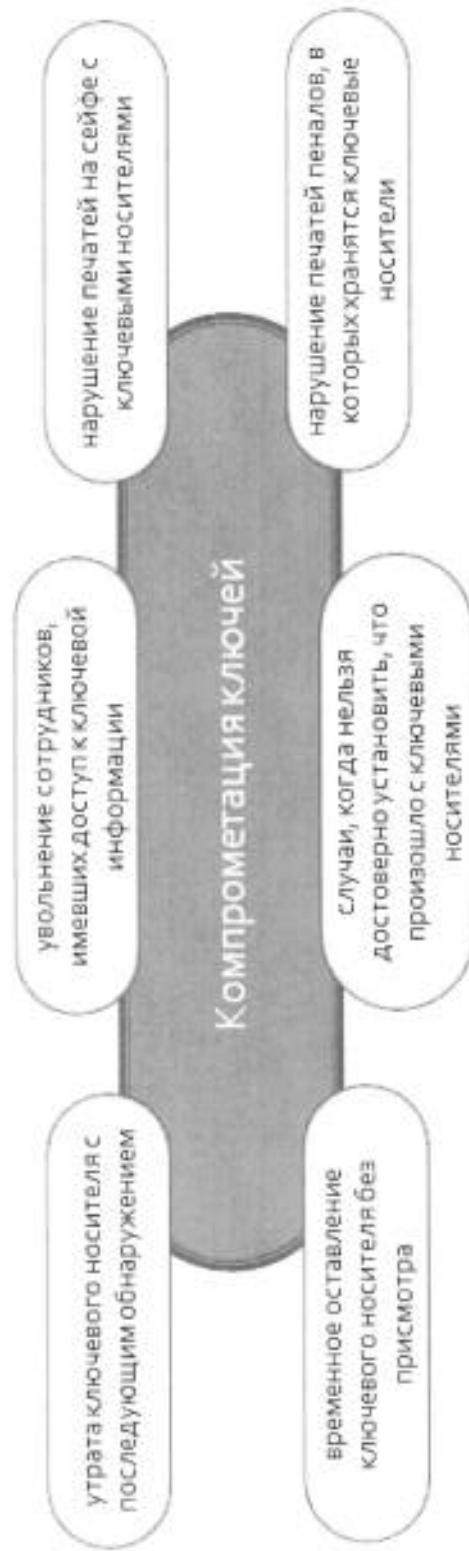 утрата ключевого носителя с
последующим обнаружением
увольнение сотрудников,
имевших доступ к ключевой
информации
нарушение печатей на сейфе с
ключевыми носителями
Компрометация ключей
временное оставление
ключевого носителя без
присмотра
случаи, когда нельзя
достоверно установить, что
произошло с ключевыми
носителями
нарушение печатей пеналов, в
которых хранятся ключевые
носители